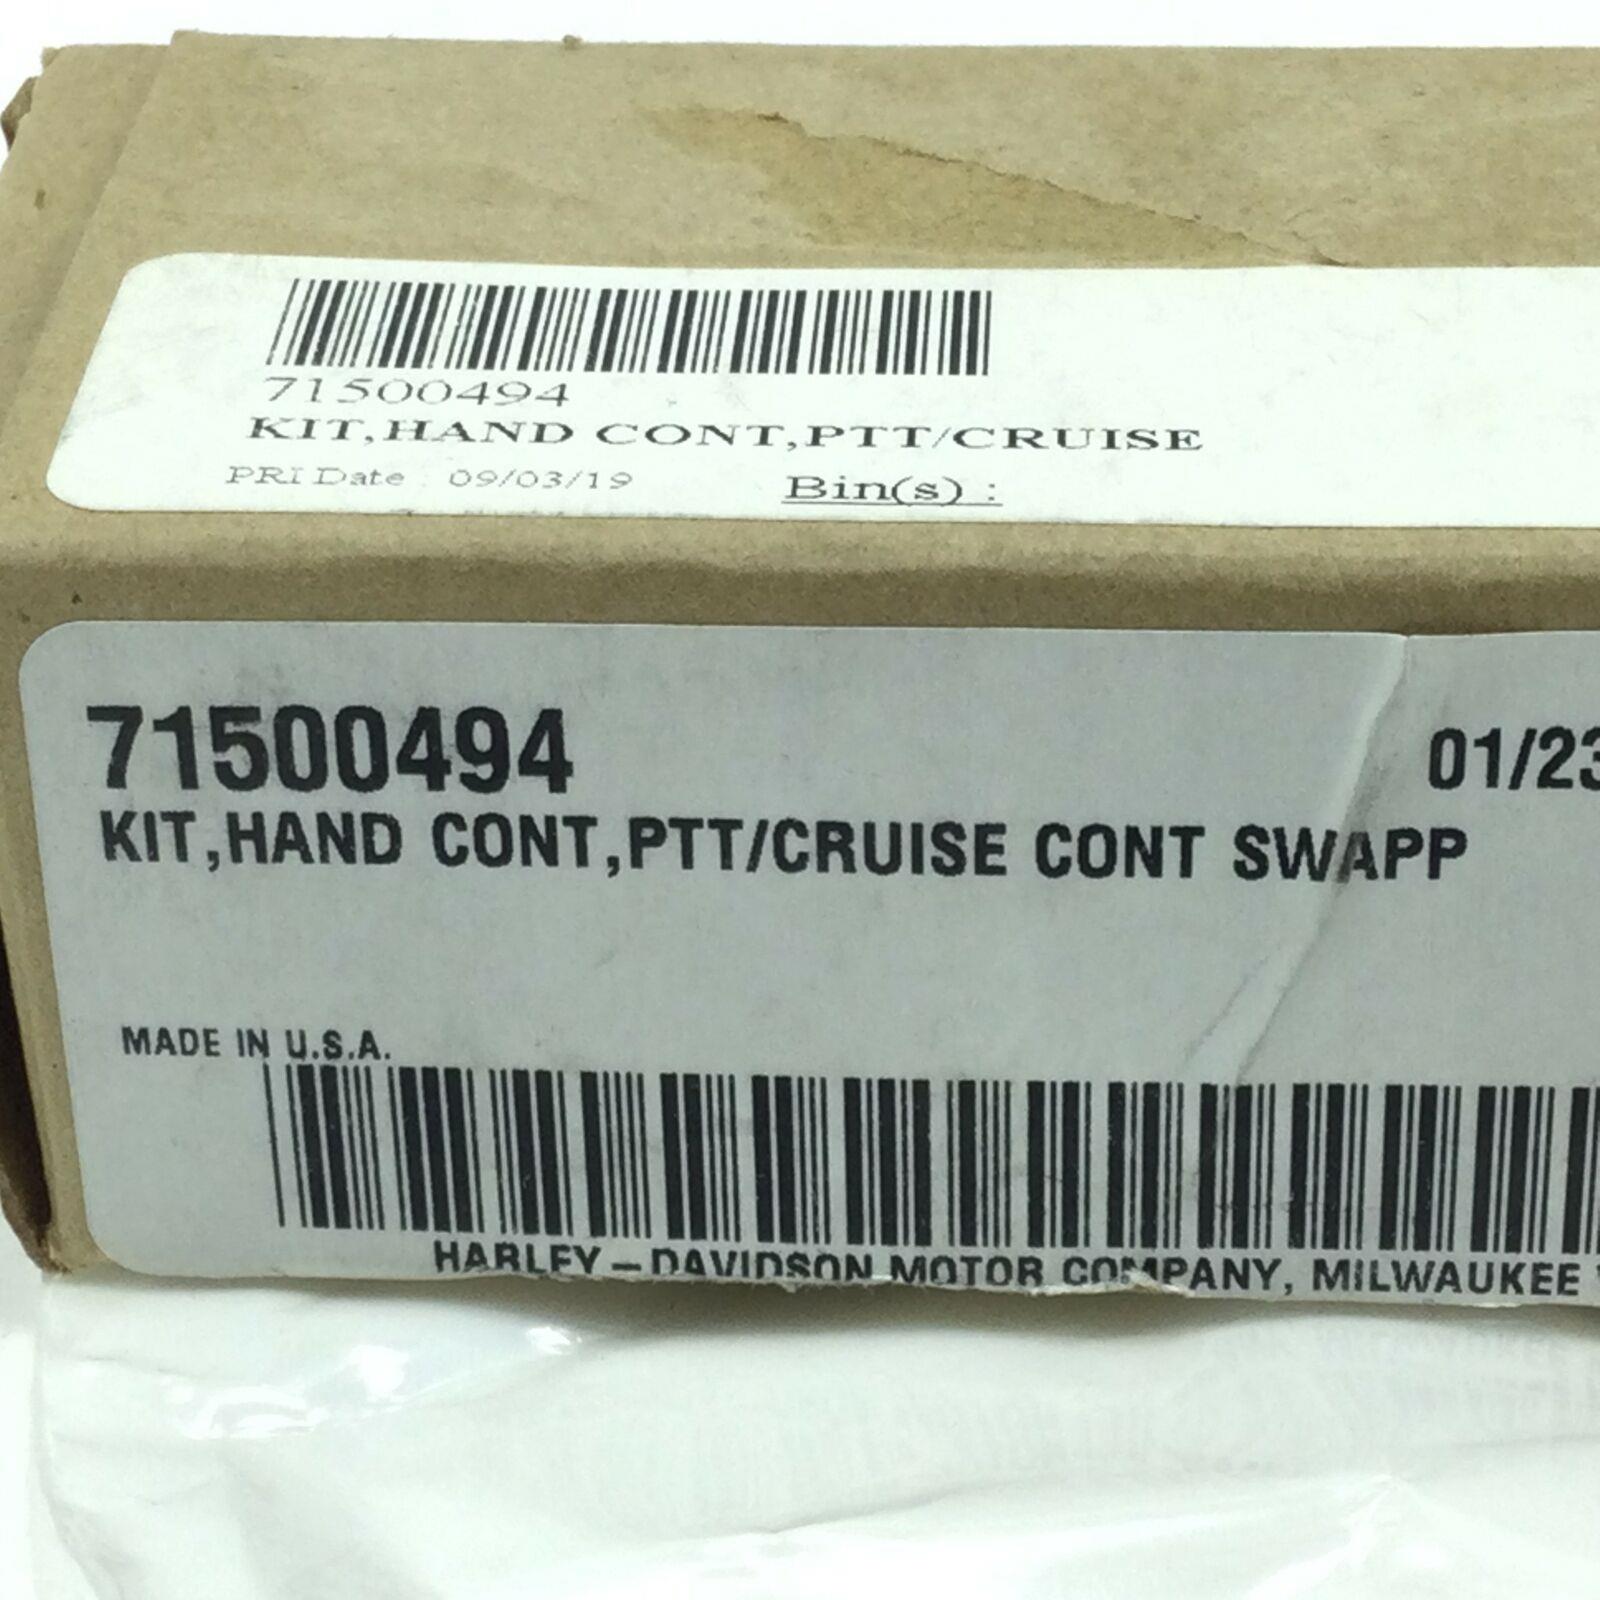 71500494
KIT,HAND CONT,PTT/CRUISE
PRI Date : 09/03/19 Bin(s) :
71500494 01/23
KIT,HAND CONT,PTT/CRUISE CONT SWAPP
MADE IN U.S.A.
HARLEY-DAVIDSON MOTOR COMPANY, MILWAUKEE